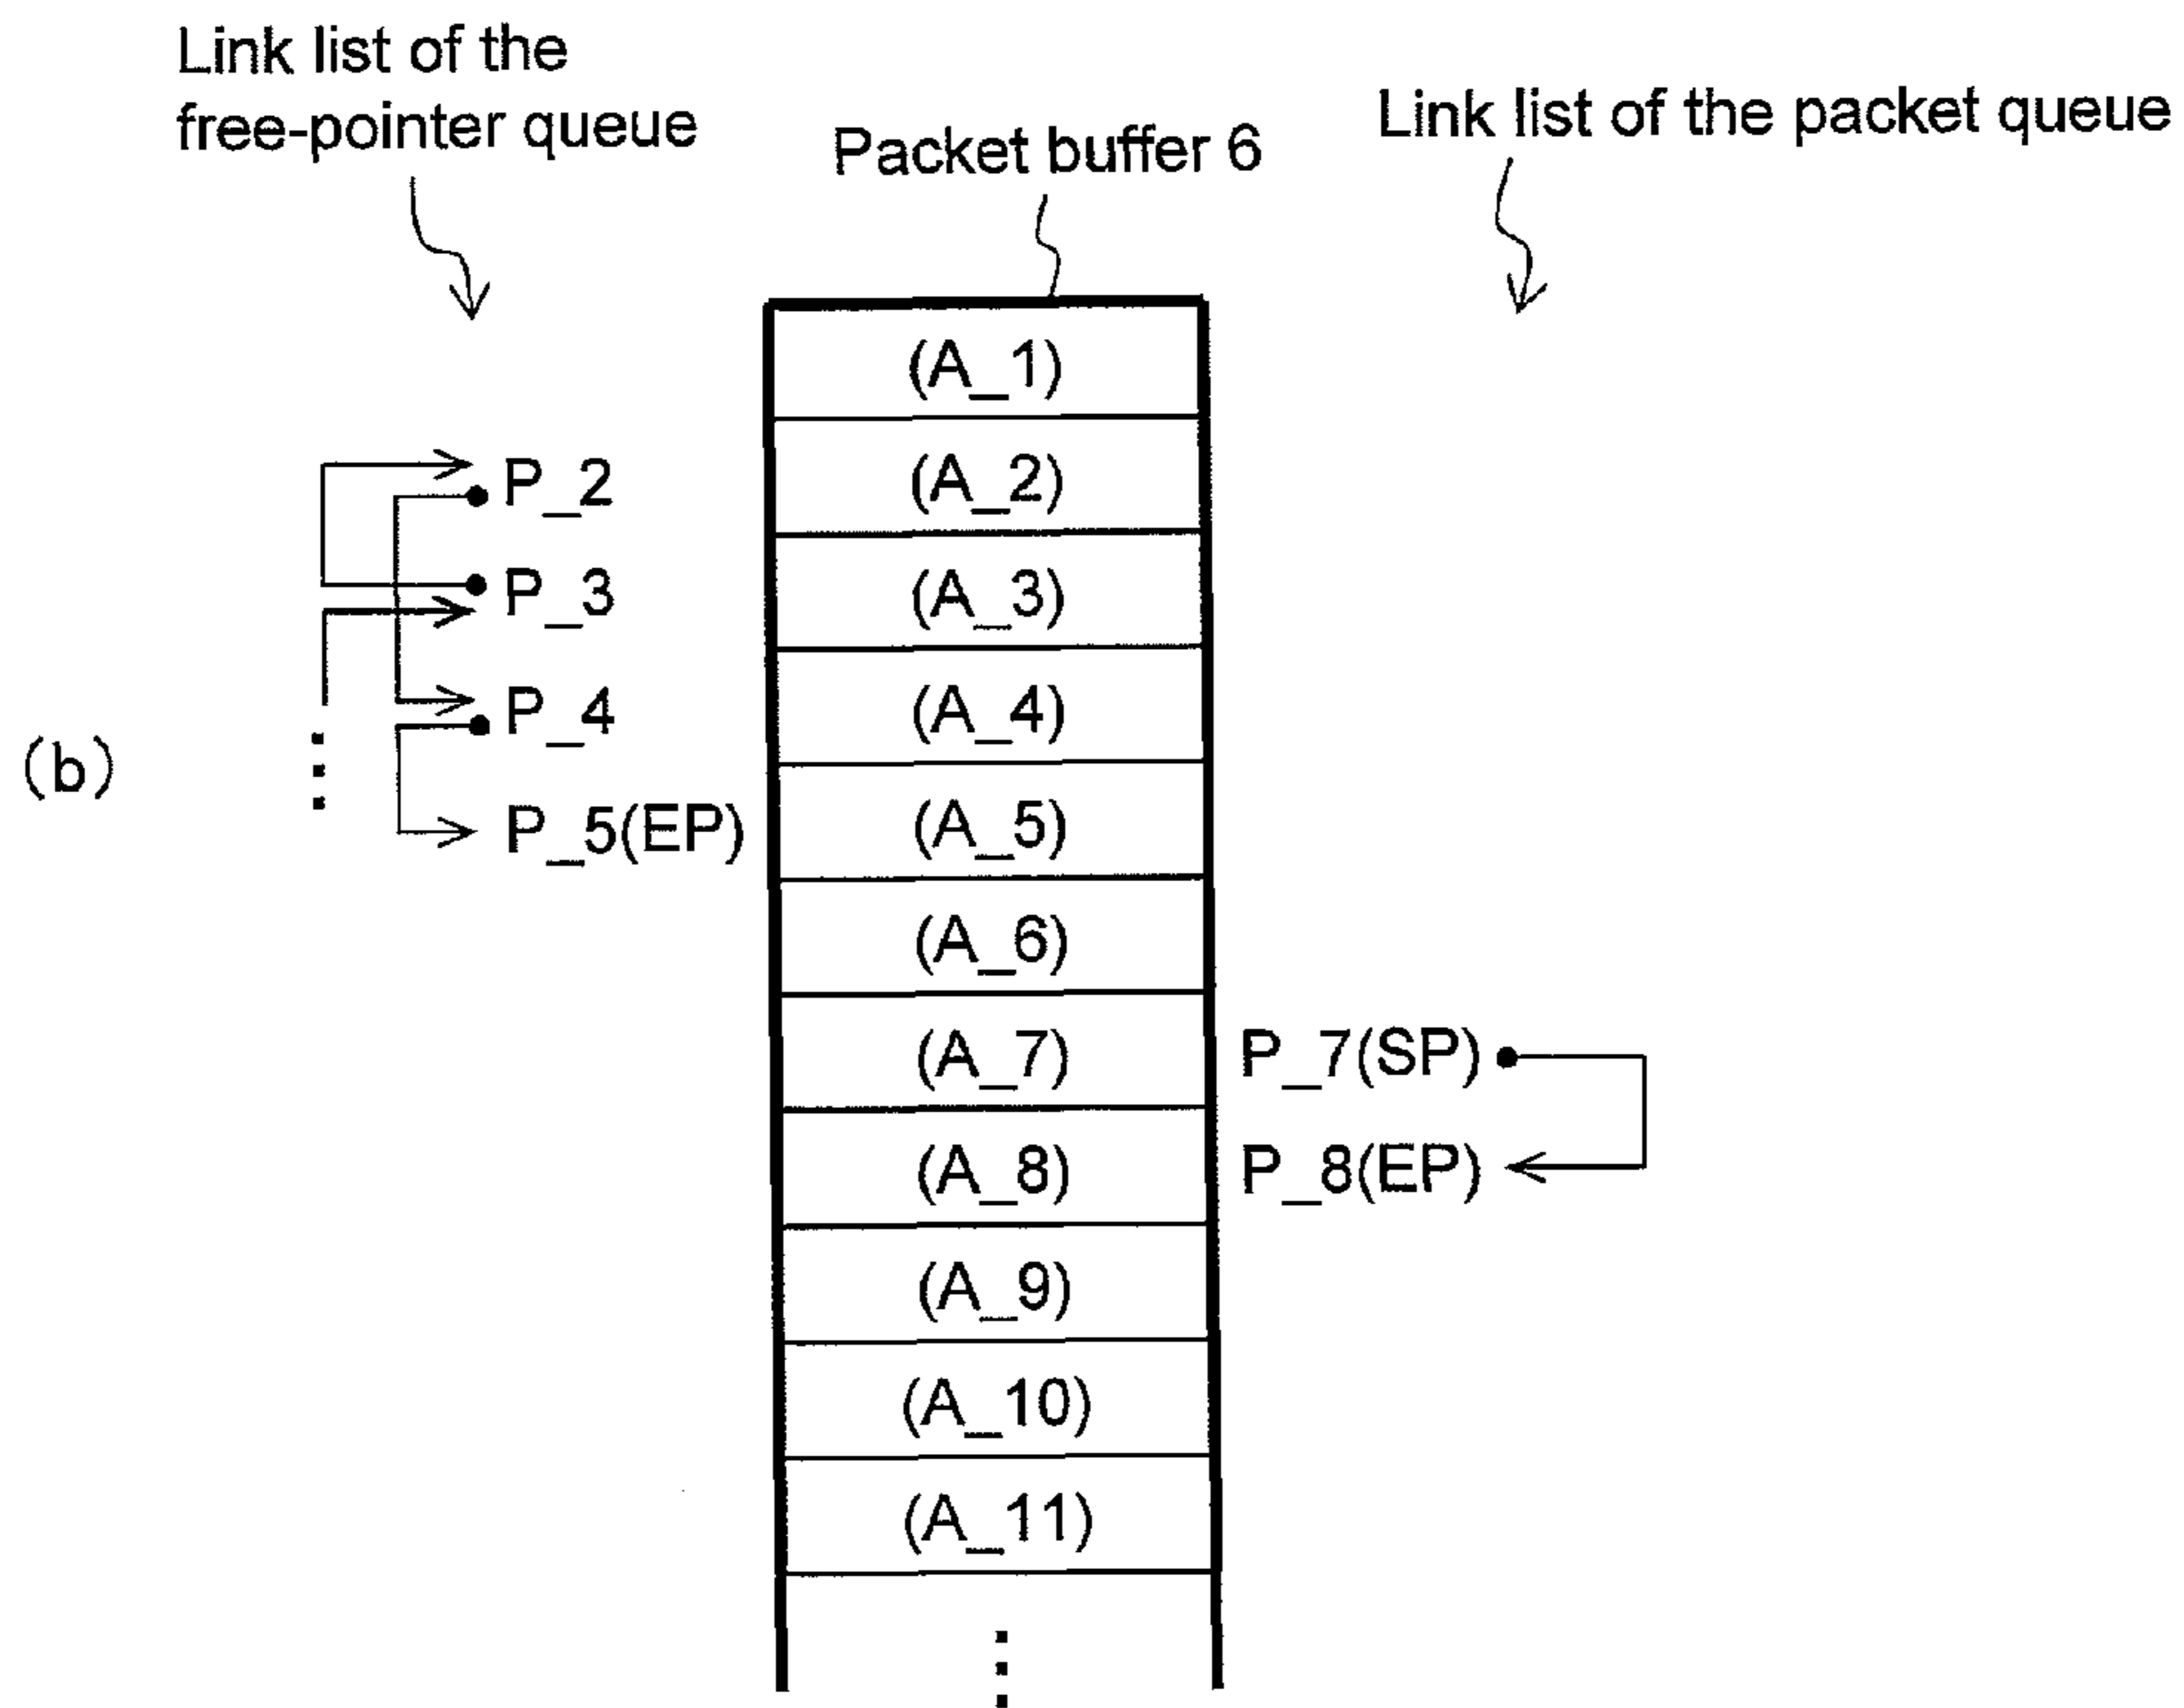 Link list of the
free-pointer queue
Packet buffer 6
Link list of the packet queue
(A_1)
P_2
(A_2)
P_3
(A_3)
P_4
(A_4)
(b)
P_5(EP)
(A_5)
(A_6)
(A_7)
P_7(SP)
(A_8)
P_8(EP)
(A_9)
(A_10)
(A_11)